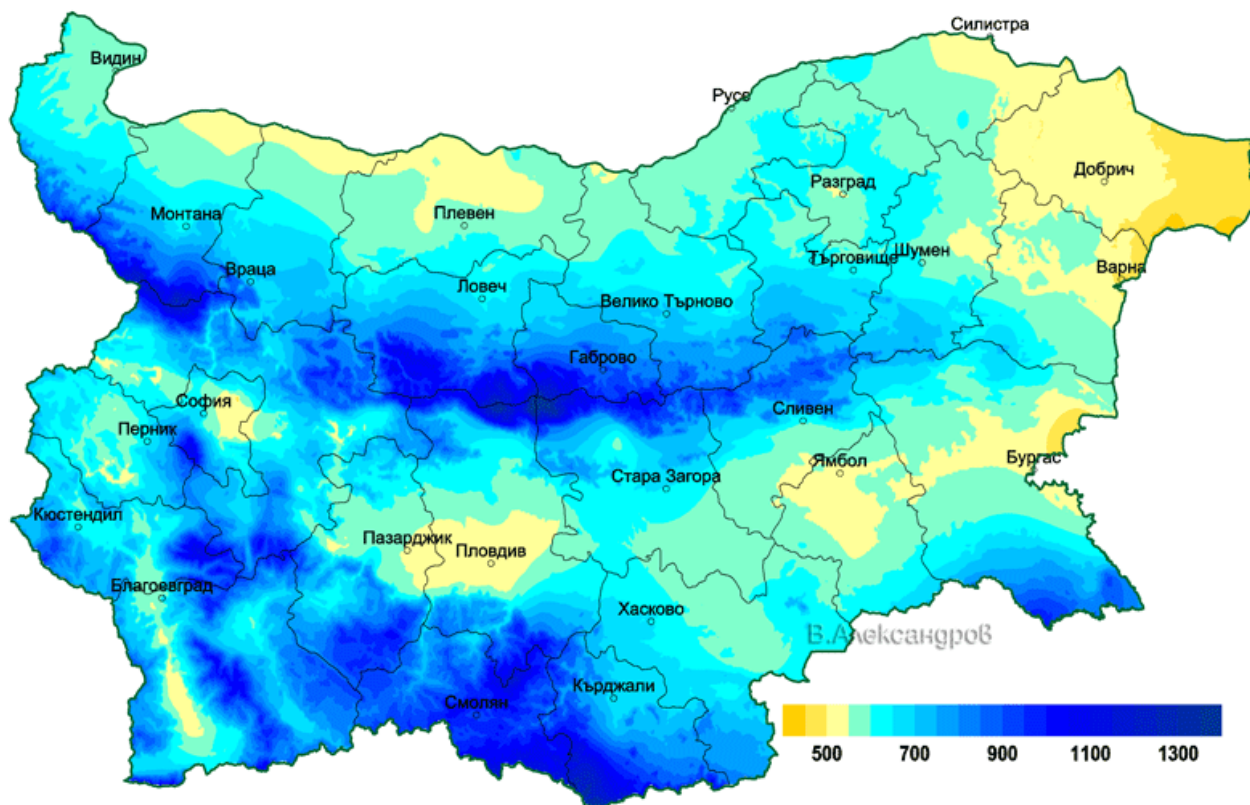 Силистра
Видин
Русе
Добрич
Разград
Монтана
Плевен
Търговище
Шумен
Варна
Враца
Ловеч
Велико Търново
Габрово
София
Перник
Сливен
Бургас
Ямбол
Стара Загора
Кюстендил
Пазарджик
Пловдив
Благоевград
Хасково
В.Александров
Кърджали
Смолян
500 700 900 1100 1300